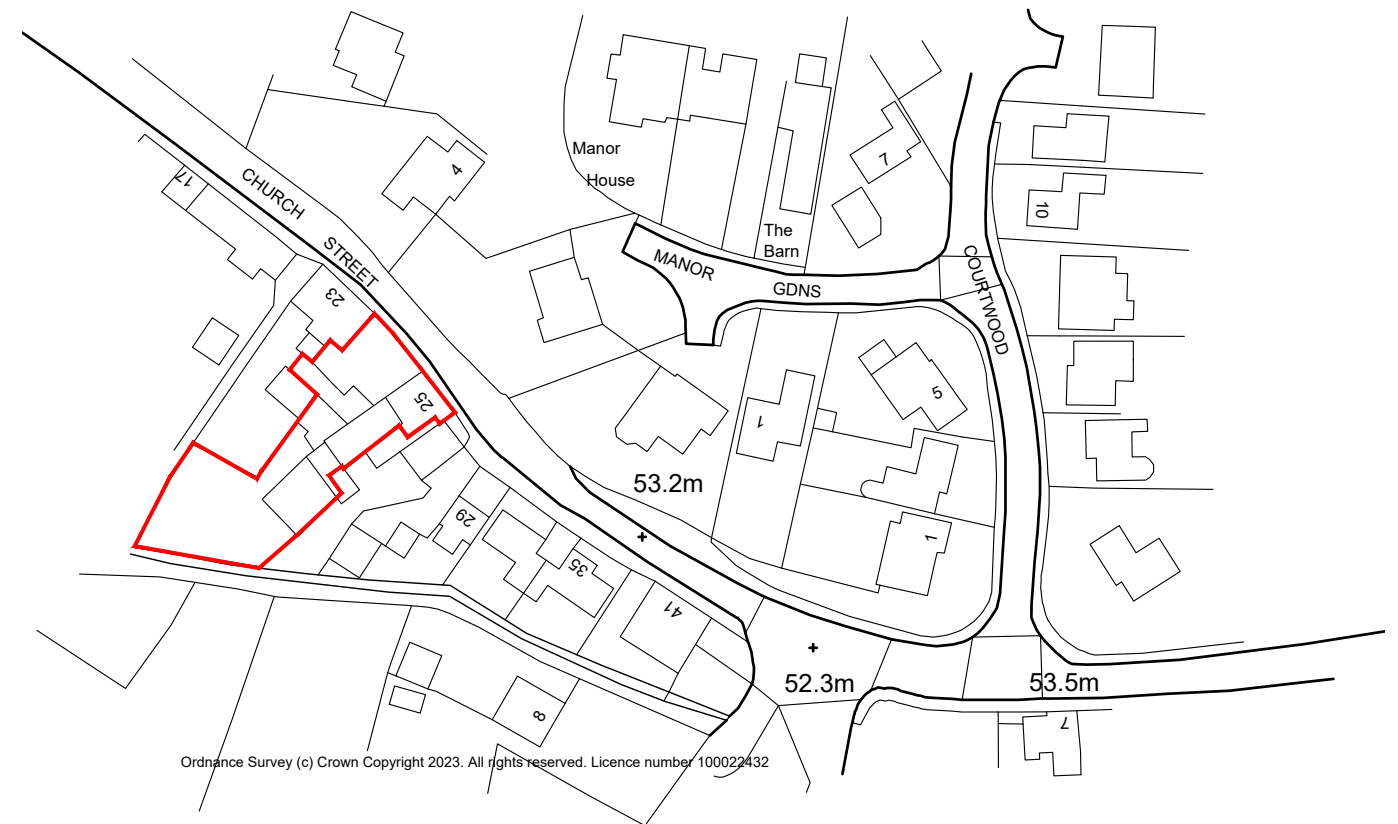 4
Manor
House
7
17
CHURCH
STREET
10
The
Barn
MANOR
GDNS
COURTWOOD
23
25
5
1
53.2m
29
35
1
41
52.3m
53.5m
8
7
Ordnance Survey (c) Crown Copyright 2023. All rights reserved. Licence number 100022432